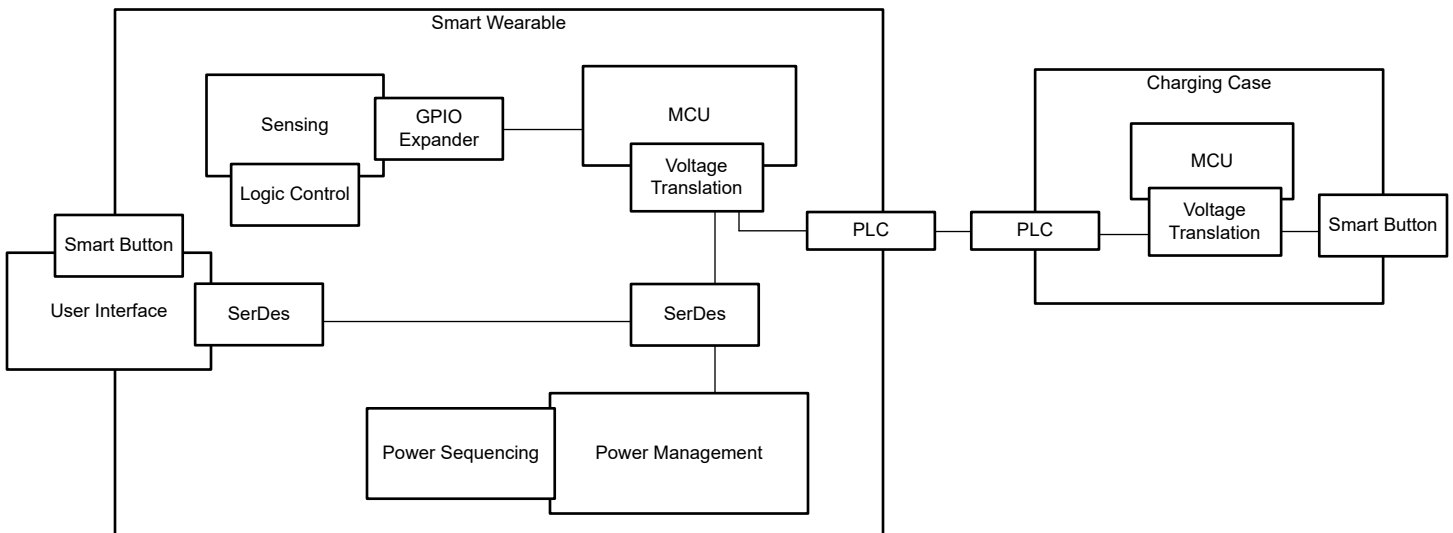 Smart Wearable
Charging Case
Sensing
GPIO
Expander
MCU
Logic Control
Voltage
Translation
MCU
Voltage
Translation
Smart Button
PLC
PLC
Smart Button
User Interface
SerDes
SerDes
Power Sequencing
Power Management